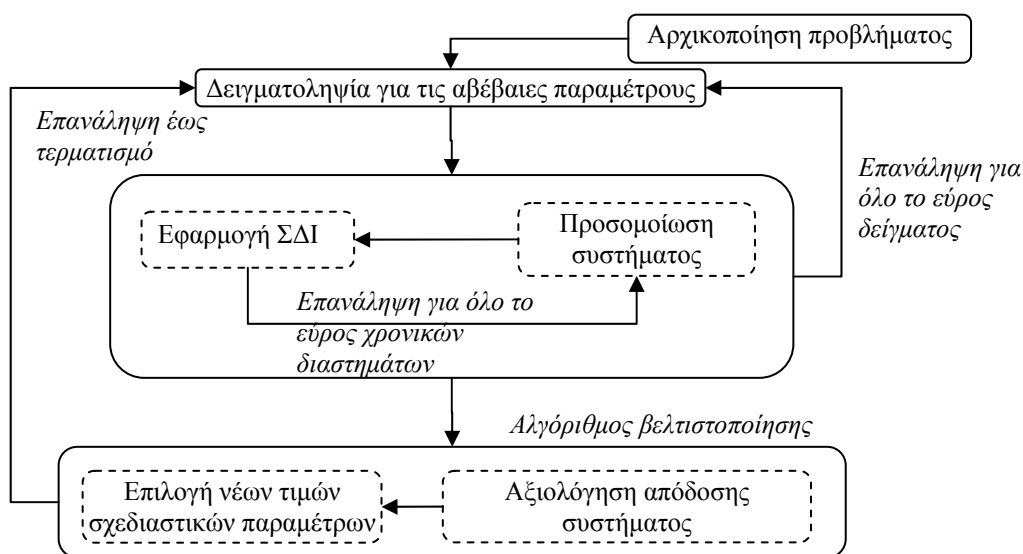 Αρχικοποίηση προβλήματος
Δειγματοληψία για τις αβέβαιες παραμέτρους
Επανάληψη έως
τερματισμό
Επανάληψη για
όλο το εύρος
δείγματος
Εφαρμογή ΣΔΙ
Προσομοίωση
συστήματος
Επανάληψη για όλο το
εύρος χρονικών
διαστημάτων
Αλγόριθμος βελτιστοποίησης
Επιλογή νέων τιμών
σχεδιαστικών παραμέτρων
Αξιολόγηση απόδοσης
συστήματος